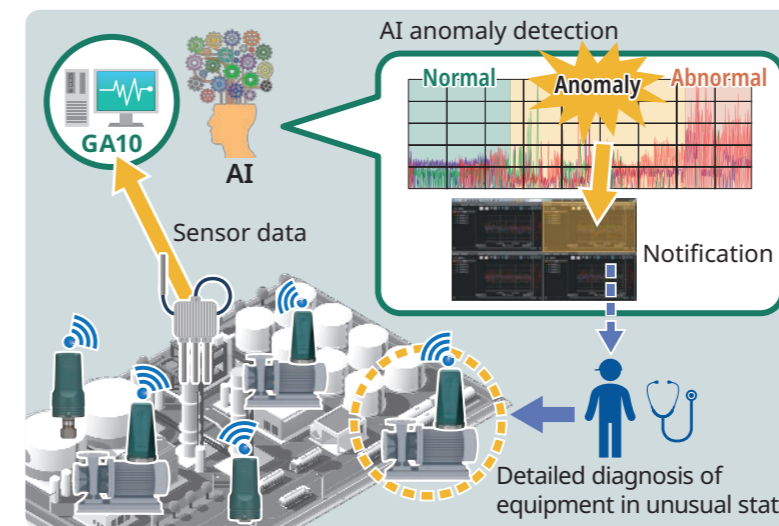 AI anomaly detection
Normal
Anomaly
Abnormal
GA10
AI
Sensor data
Notification
Detailed diagnosis of
equipment in unusual stat